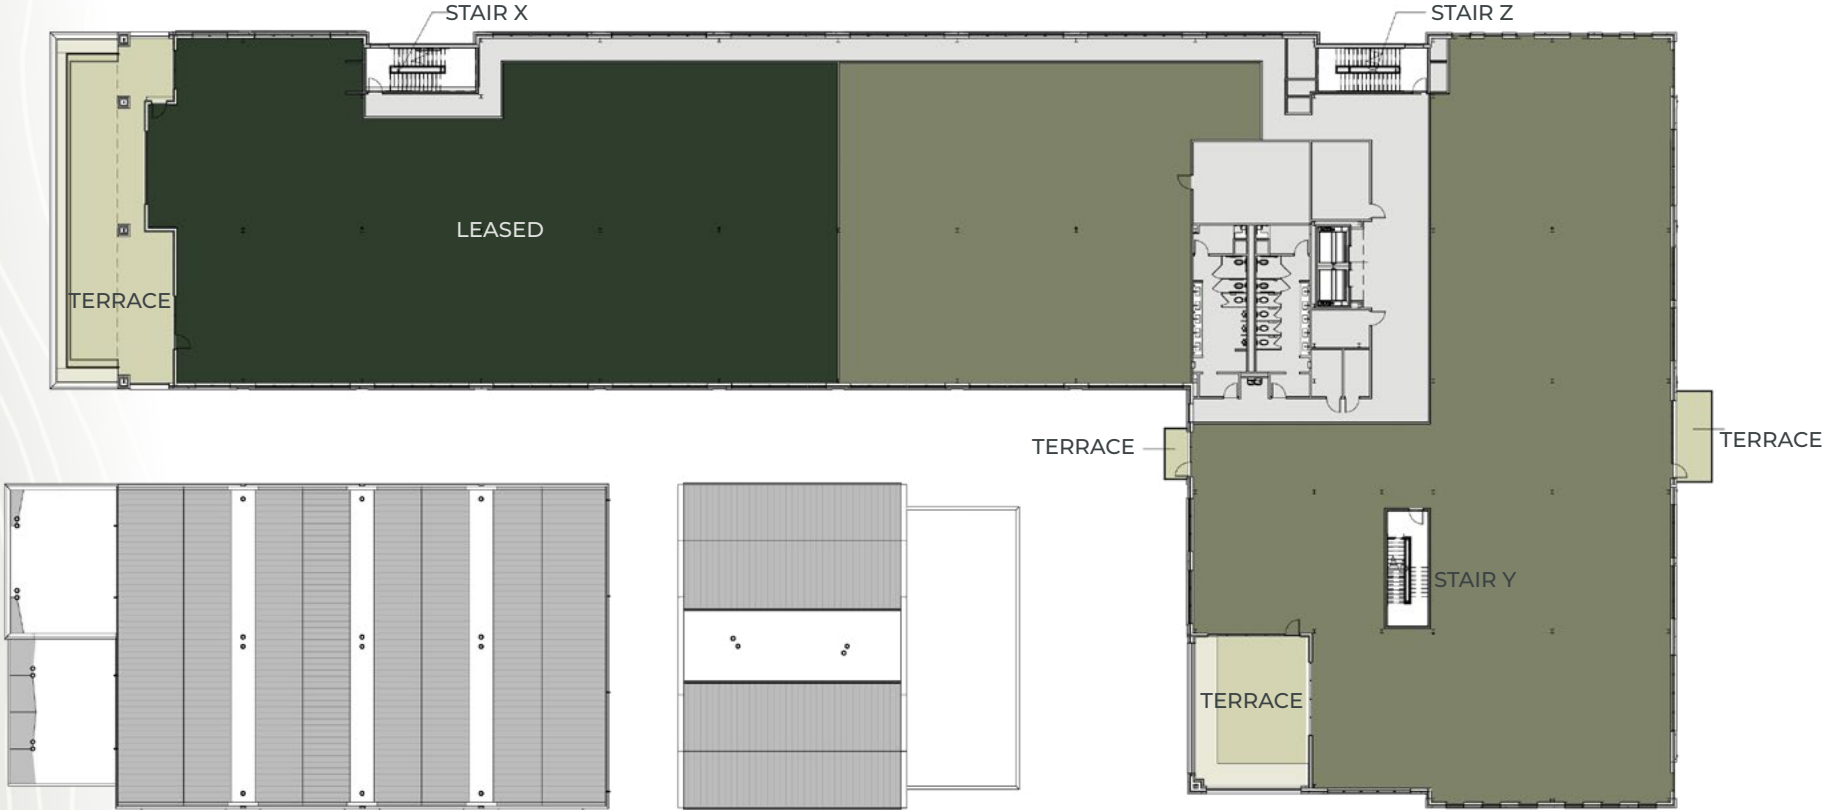 STAIR X
STAIR Z
LEASED
TERRACE
TERRACE
TERRACE
STAIR Y
TERRACE